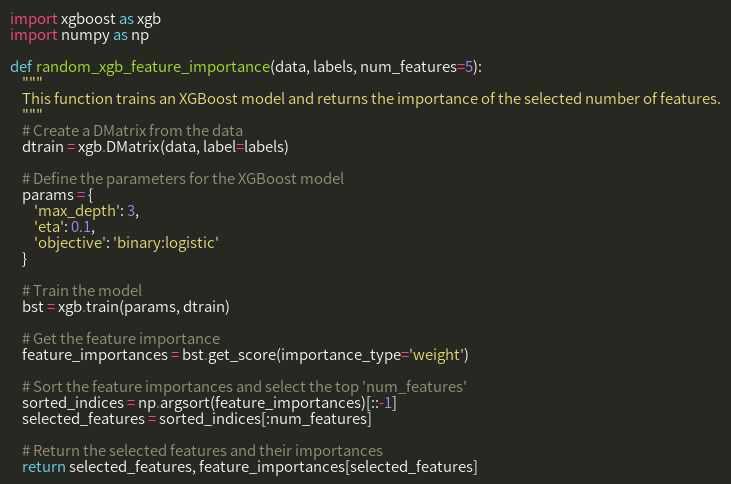 import xgboost as xgb
import numpy as np

def random_xgb_feature_importance(data, labels, num_features=5):
    """
    This function trains an XGBoost model and returns the importance of the selected number of features.
    """
    # Create a DMatrix from the data
    dtrain = xgb.DMatrix(data, label=labels)

    # Define the parameters for the XGBoost model
    params = {
        'max_depth': 3,
        'eta': 0.1,
        'objective': 'binary:logistic'
    }

    # Train the model
    bst = xgb.train(params, dtrain)

    # Get the feature importance
    feature_importances = bst.get_score(importance_type='weight')

    # Sort the feature importances and select the top 'num_features'
    sorted_indices = np.argsort(feature_importances)[::-1]
    selected_features = sorted_indices[:num_features]

    # Return the selected features and their importances
    return selected_features, feature_importances[selected_features]